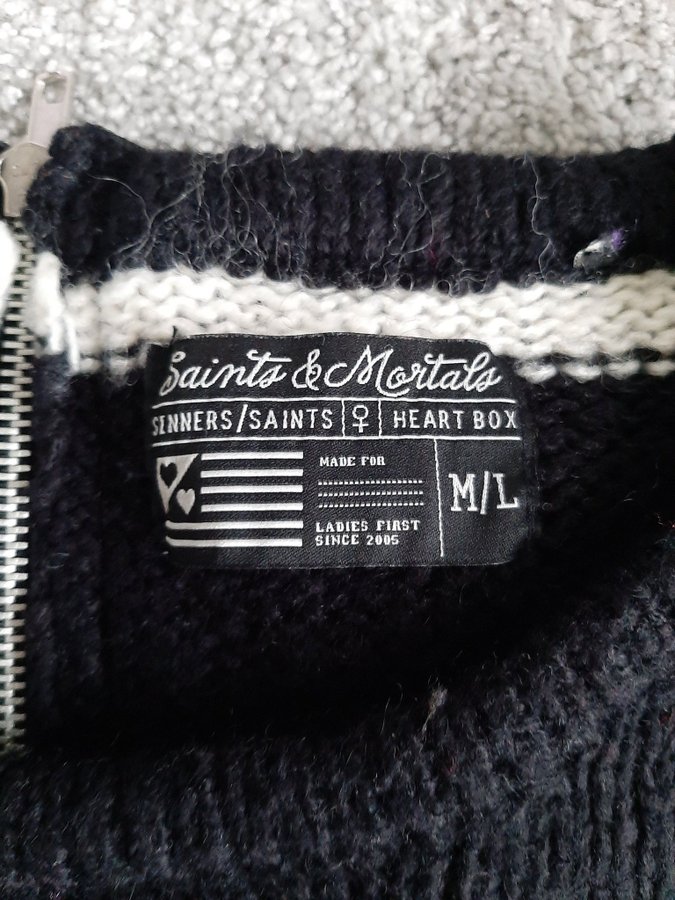 Saints & Mortals
SINNERS/SAINTS ♀ HEART BOX
MADE FOR
M/L
LADIES FIRST
SINCE 2005